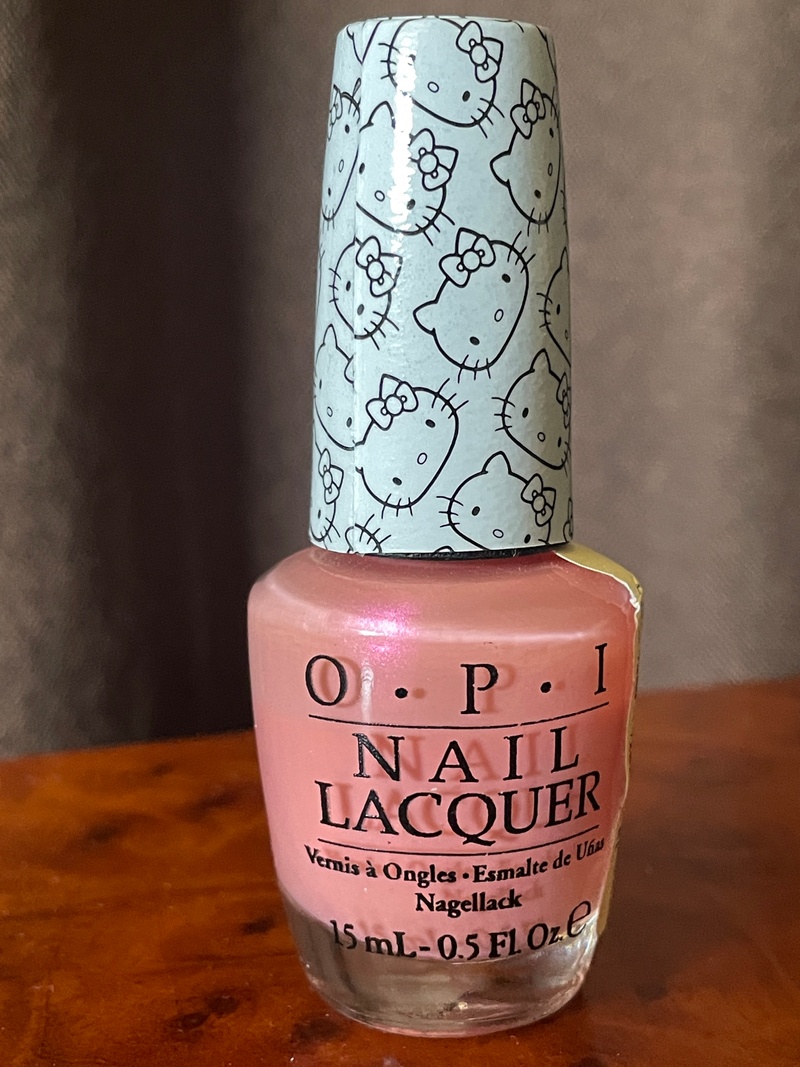 O • P • I
NAIL
LACQUER
Vernis à Ongles • Esmalte de Uñas
Nagellack
15 mL - 0.5 Fl. Oz. ℮